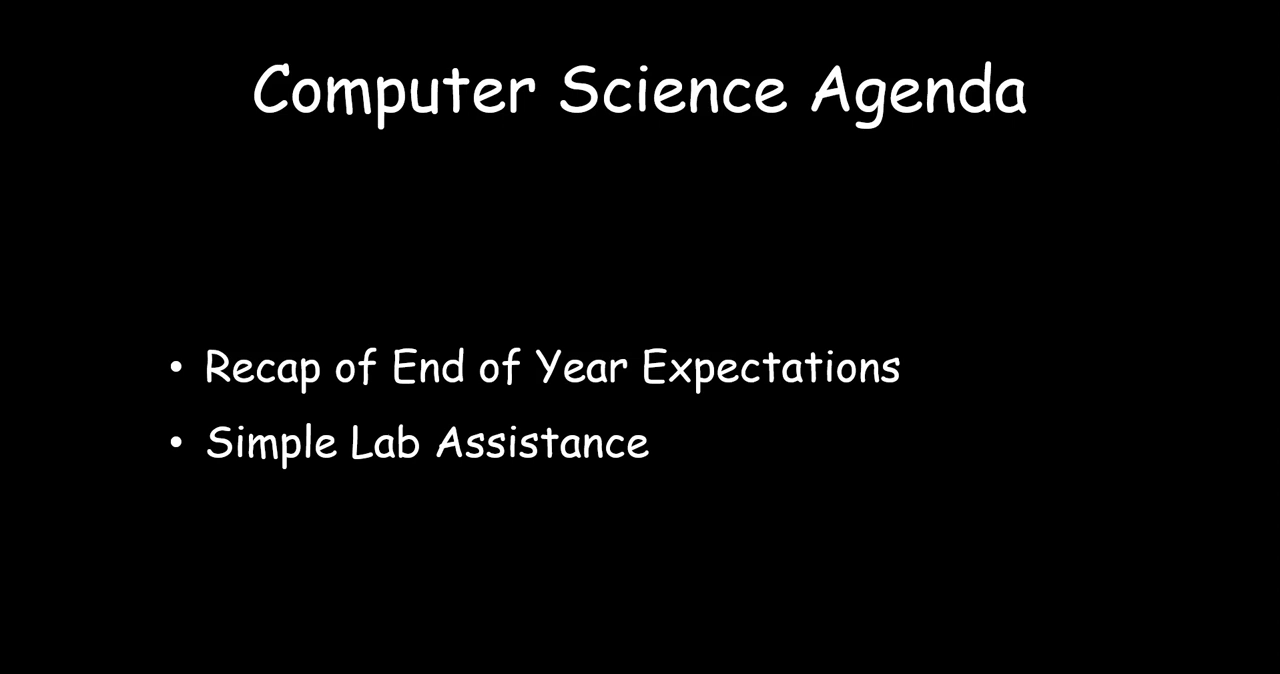 Computer Science Agenda
• Recap of End of Year Expectations
• Simple Lab Assistance